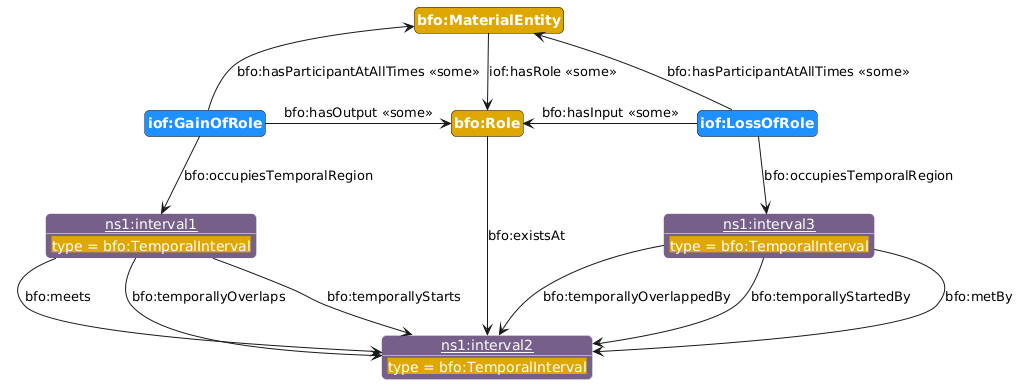 bfo:MaterialEntity
bfo:hasParticipantAtAllTimes «some»
iof:hasRole «some»
bfo:hasParticipantAtAllTimes «some»
iof:GainOfRole
bfo:hasOutput «some»
bfo:Role
bfo:hasInput «some»
iof:LossOfRole
bfo:occupiesTemporalRegion
bfo:occupiesTemporalRegion
ns1:interval1
type = bfo:TemporalInterval
bfo:existsAt
ns1:interval3
type = bfo:TemporalInterval
bfo:meets
bfo:temporallyOverlaps
bfo:temporallyStarts
bfo:temporallyOverlappedBy
bfo:temporallyStartedBy
bfo:metBy
ns1:interval2
type = bfo:TemporalInterval